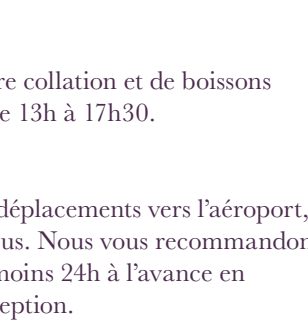 re collation et de boissons
e 13h à 17h30.
déplacements vers l'aéroport,
us. Nous vous recommandon
moins 24h à l'avance en
eption.